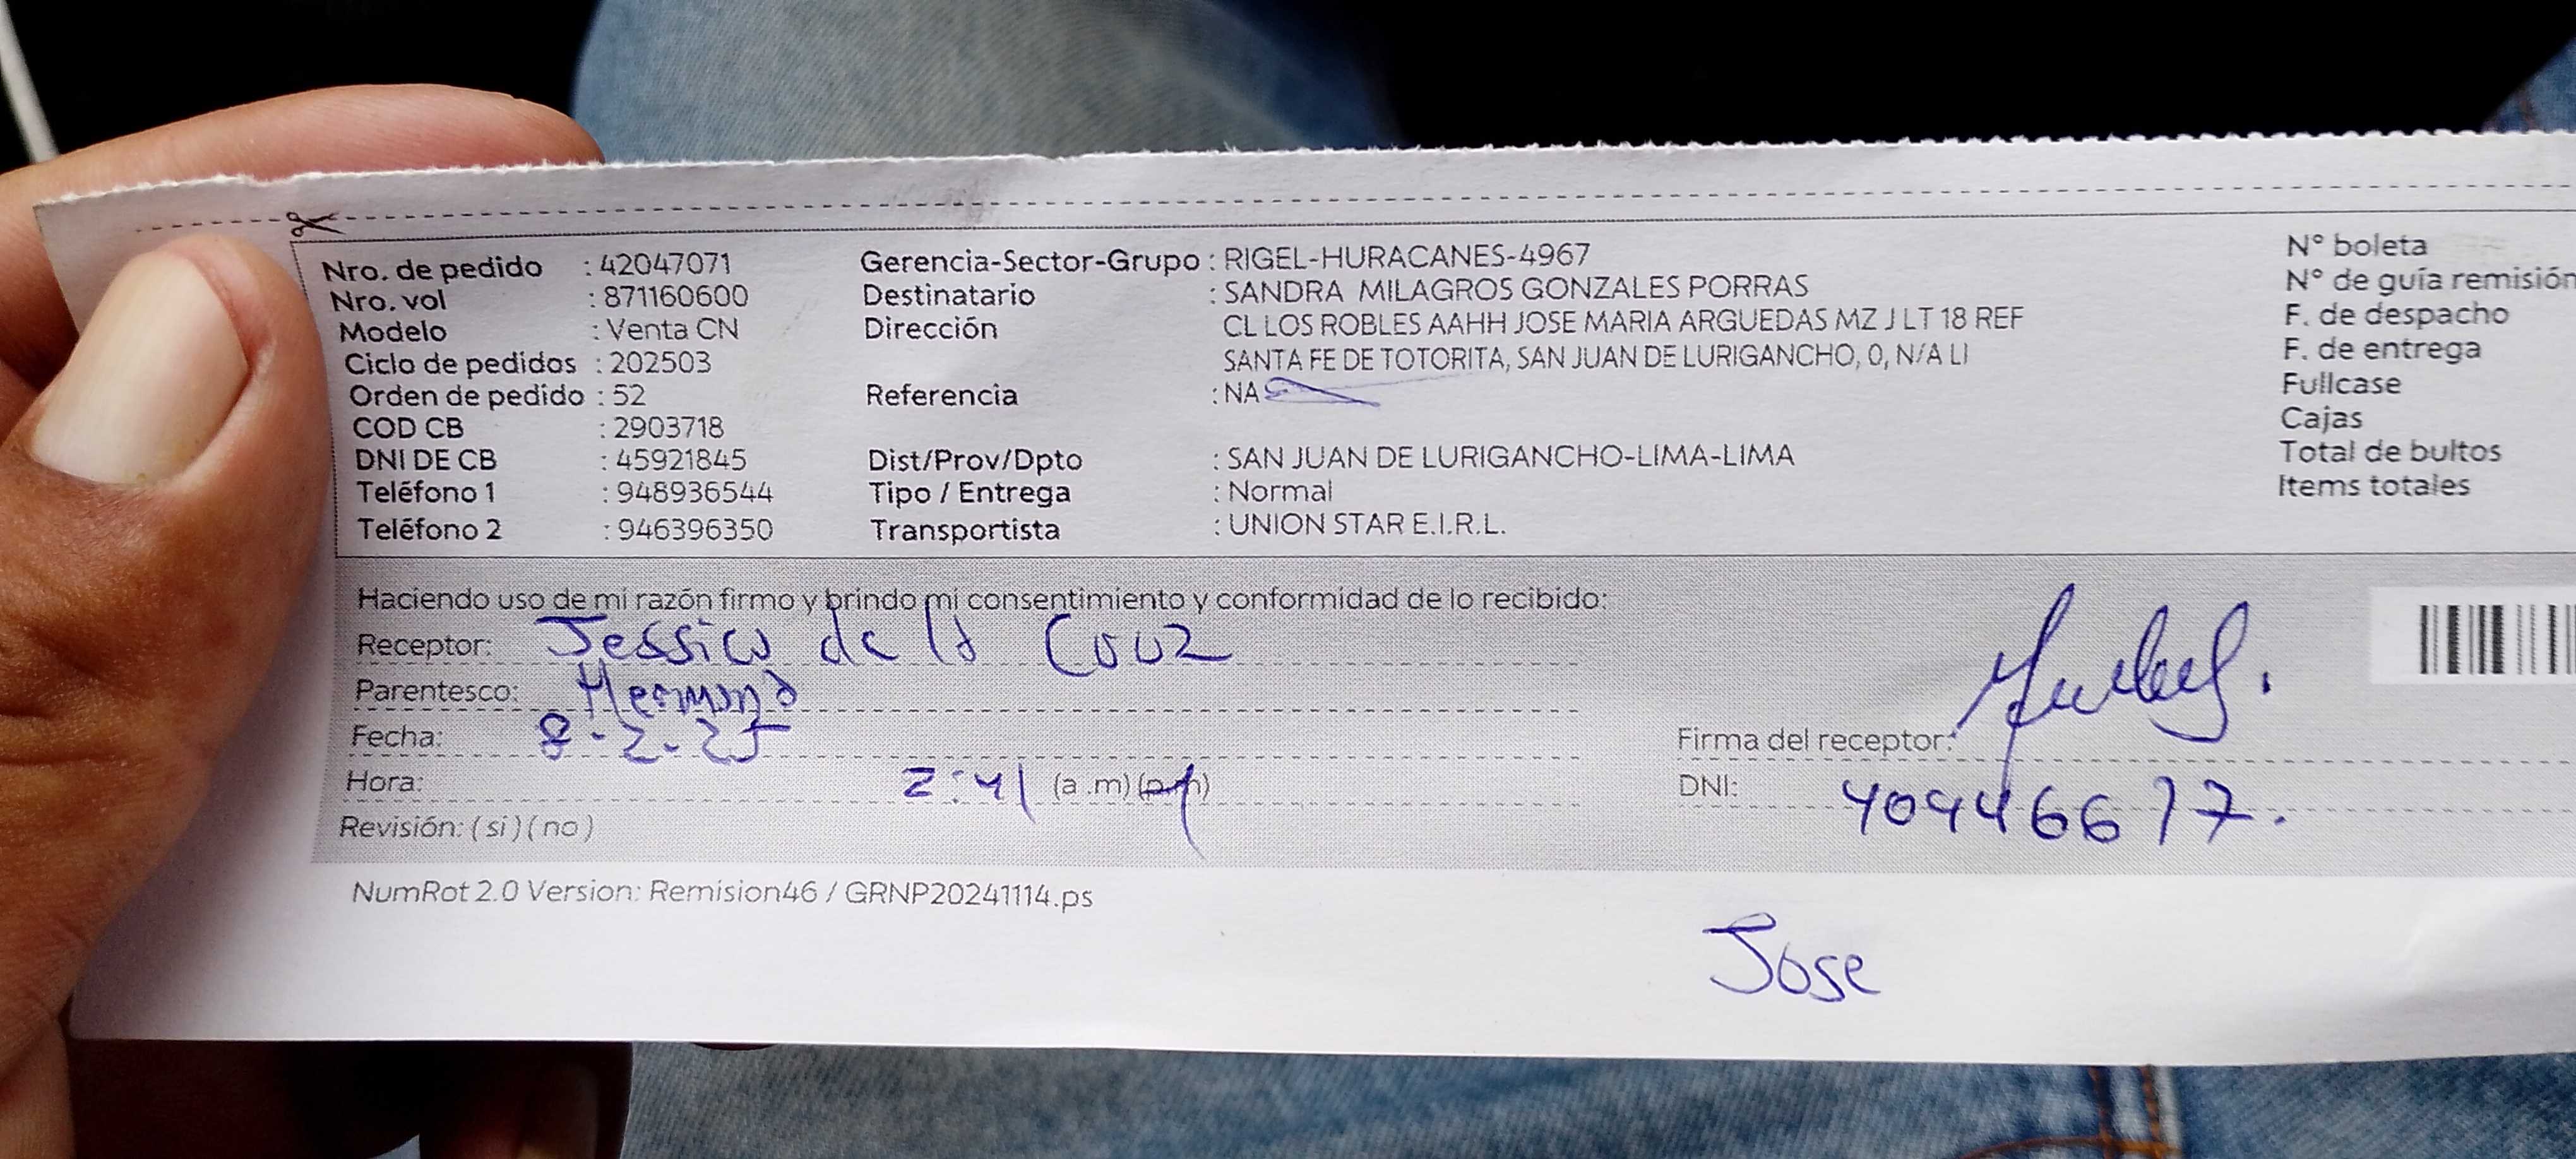 Nro. de pedido : 42047071
Nro. vol : 871160600
Modelo : Venta CN
Ciclo de pedidos : 202503
Orden de pedido : 52
COD CB : 2903718
DNI DE CB : 45921845
Teléfono 1 : 948936544
Teléfono 2 : 946396350
Gerencia-Sector-Grupo : RIGEL-HURACANES-4967
Destinatario : SANDRA MILAGROS GONZALES PORRAS
Dirección CL LOS ROBLES AAHH JOSE MARIA ARGUEDAS MZ J LT 18 REF
SANTA FE DE TOTORITA, SAN JUAN DE LURIGANCHO, 0, N/A LI
Referencia : NA
Dist/Prov/Dpto : SAN JUAN DE LURIGANCHO-LIMA-LIMA
Tipo / Entrega : Normal
Transportista : UNION STAR E.I.R.L.
N° boleta
N° de guía remisión
F. de despacho
F. de entrega
Fullcase
Cajas
Total de bultos
Items totales
Haciendo uso de mi razón firmo y brindo mi consentimiento y conformidad de lo recibido:
Receptor: Jessica de la Cruz
Parentesco: Hermana
Fecha: 8-2-25
Hora: 2:41 (a.m)(p.m)
Revisión: (si)(no)
Firma del receptor:
DNI: 40446677.
NumRot 2.0 Version: Remision46 / GRNP20241114.ps
Jose